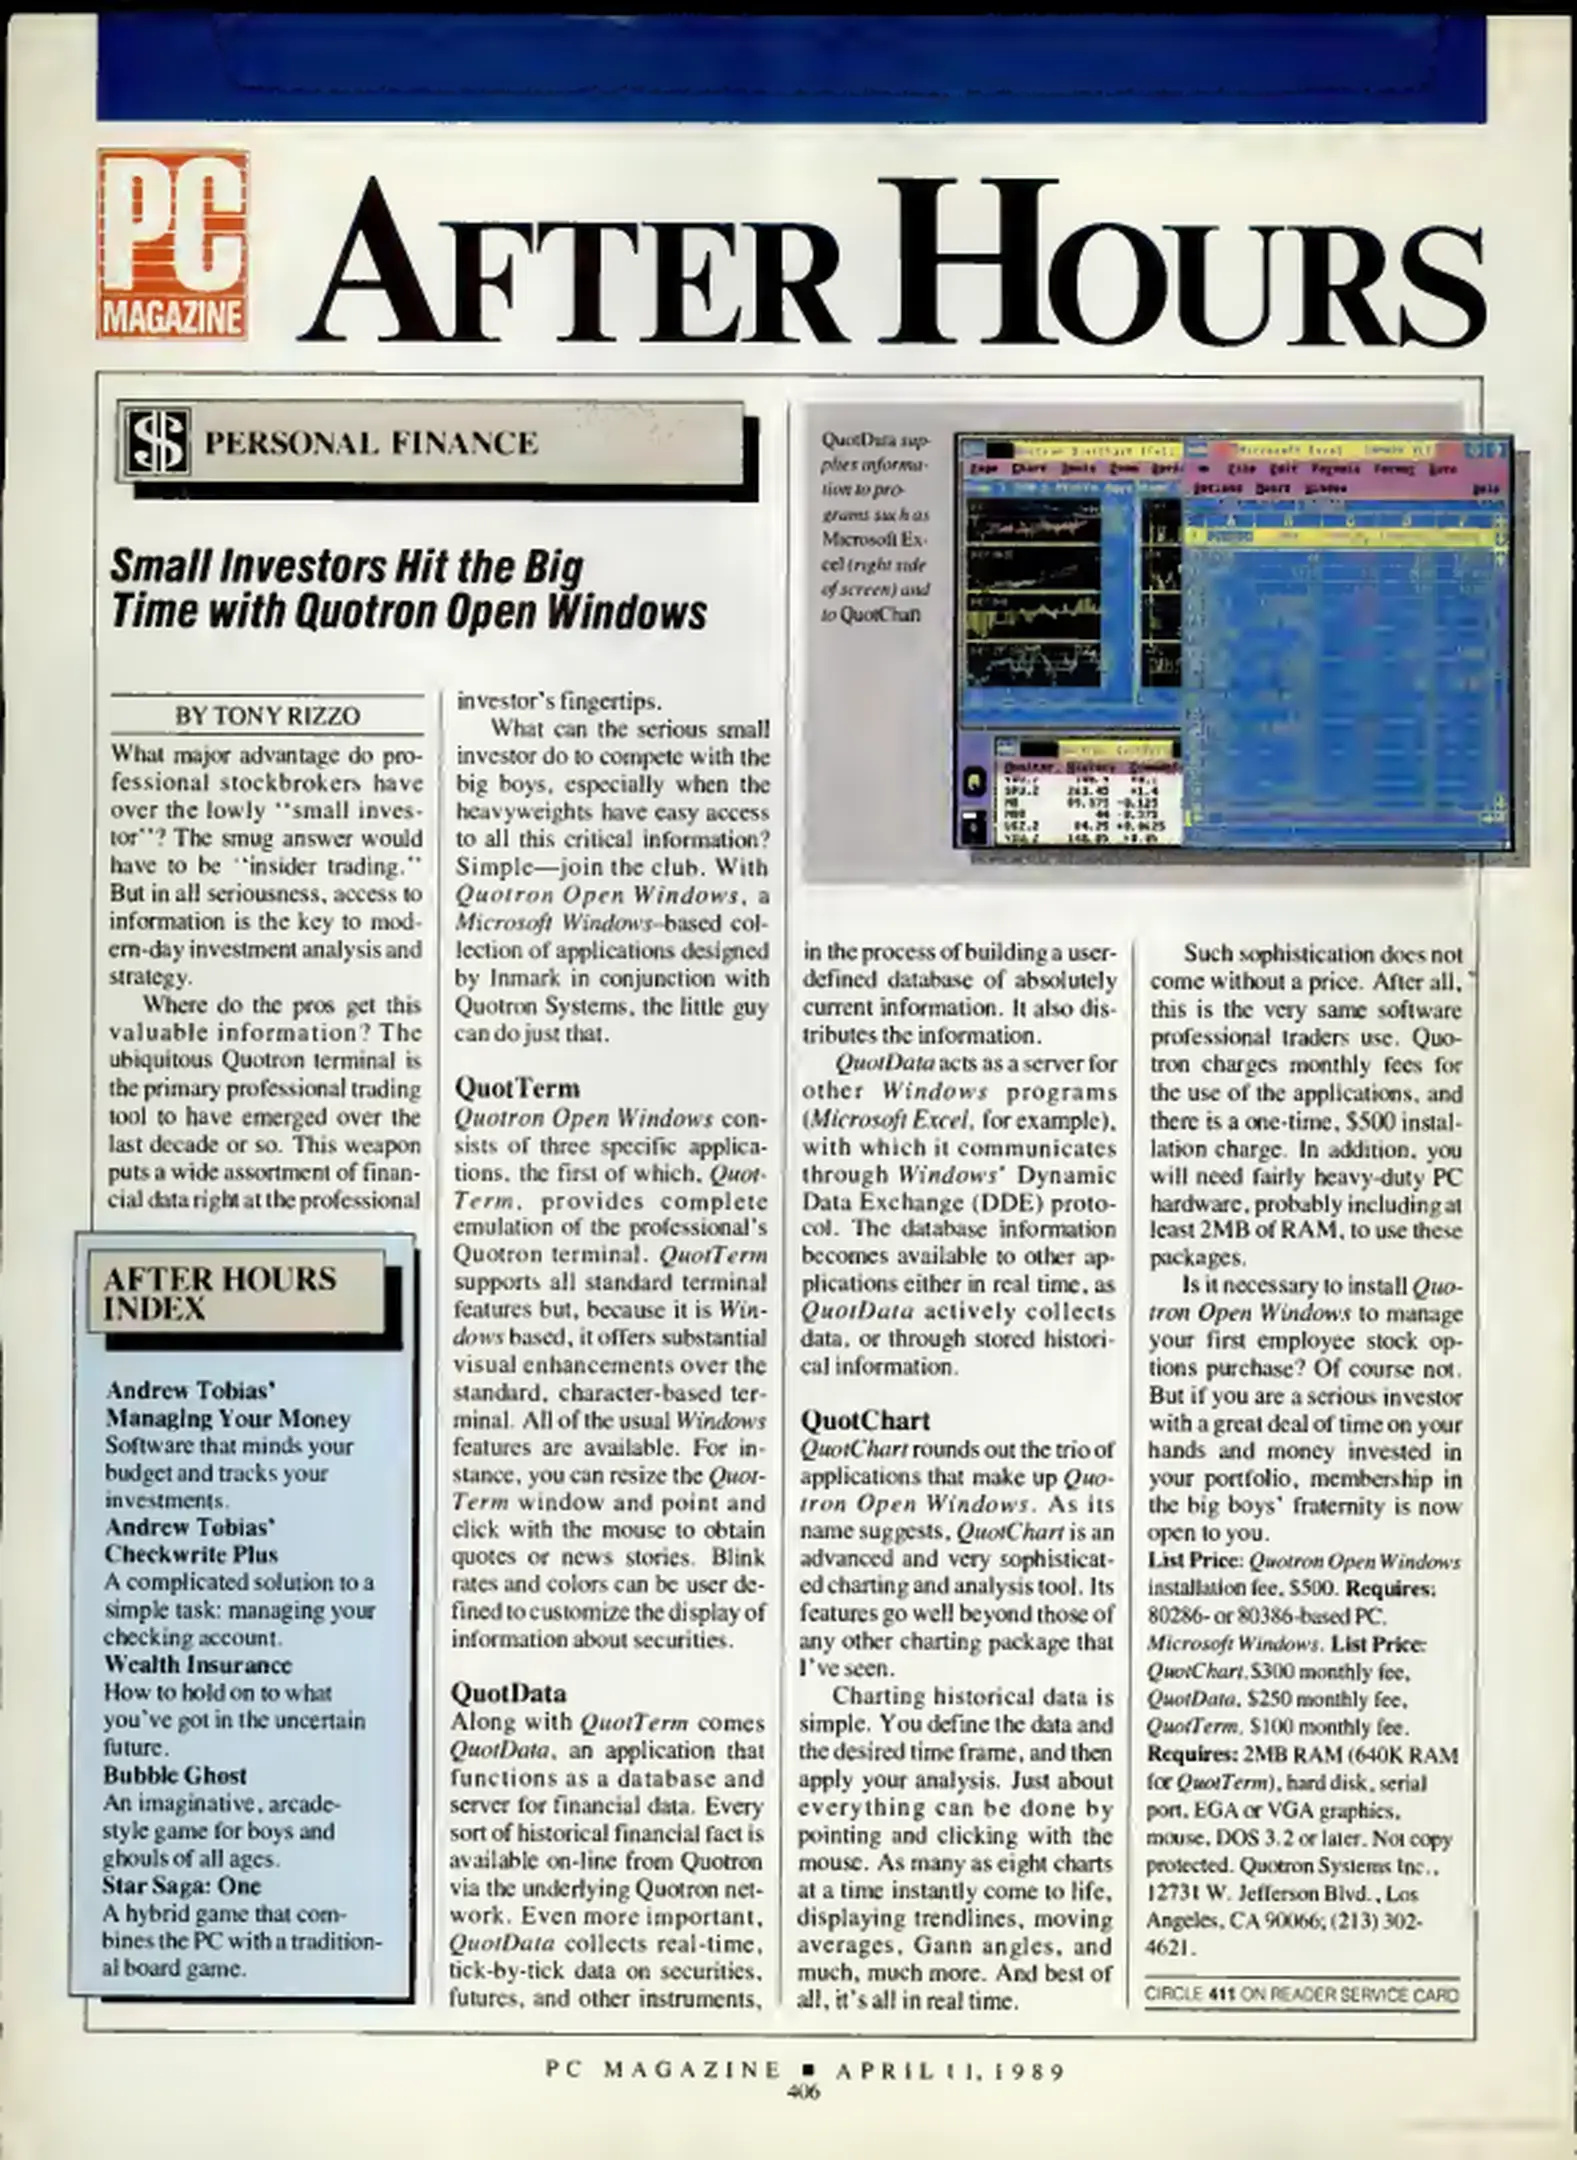 PC
MAGAZINE
AFTER HOURS
$ PERSONAL FINANCE
Small Investors Hit the Big
Time with Quotron Open Windows
BY TONY RIZZO
What major advantage do pro-
fessional stockbrokers have
over the lowly "small inves-
tor"? The smug answer would
have to be "insider trading."
But in all seriousness, access to
information is the key to mod-
ern-day investment analysis and
strategy.
Where do the pros get this
valuable information? The
ubiquitous Quotron terminal is
the primary professional trading
tool to have emerged over the
last decade or so. This weapon
puts a wide assortment of finan-
cial data right at the professional
investor's fingertips.
What can the serious small
investor do to compete with the
big boys, especially when the
heavyweights have easy access
to all this critical information?
Simple—join the club. With
Quotron Open Windows, a
Microsoft Windows–based col-
lection of applications designed
by Inmark in conjunction with
Quotron Systems, the little guy
can do just that.
QuotTerm
Quotron Open Windows con-
sists of three specific applica-
tions, the first of which, Quot-
Term, provides complete
emulation of the professional's
Quotron terminal. QuotTerm
supports all standard terminal
features but, because it is Win-
dows based, it offers substantial
visual enhancements over the
standard, character-based ter-
minal. All of the usual Windows
features are available. For in-
stance, you can resize the Quot-
Term window and point and
click with the mouse to obtain
quotes or news stories. Blink
rates and colors can be user de-
fined to customize the display of
information about securities.
QuotData
Along with QuotTerm comes
QuotData, an application that
functions as a database and
server for financial data. Every
sort of historical financial fact is
available on-line from Quotron
via the underlying Quotron net-
work. Even more important,
QuotData collects real-time,
tick-by-tick data on securities,
futures, and other instruments,
QuotData sup-
plies informa-
tion to pro-
grams such as
Microsoft Ex-
cel (right side
of screen) and
to QuotChart
in the process of building a user-
defined database of absolutely
current information. It also dis-
tributes the information.
QuotData acts as a server for
other Windows programs
(Microsoft Excel, for example),
with which it communicates
through Windows' Dynamic
Data Exchange (DDE) proto-
col. The database information
becomes available to other ap-
plications either in real time, as
QuotData actively collects
data, or through stored histori-
cal information.
QuotChart
QuotChart rounds out the trio of
applications that make up Quo-
tron Open Windows. As its
name suggests, QuotChart is an
advanced and very sophisticat-
ed charting and analysis tool. Its
features go well beyond those of
any other charting package that
I've seen.
Charting historical data is
simple. You define the data and
the desired time frame, and then
apply your analysis. Just about
everything can be done by
pointing and clicking with the
mouse. As many as eight charts
at a time instantly come to life,
displaying trendlines, moving
averages, Gann angles, and
much, much more. And best of
all, it's all in real time.
Such sophistication does not
come without a price. After all,
this is the very same software
professional traders use. Quo-
tron charges monthly fees for
the use of the applications, and
there is a one-time, $500 instal-
lation charge. In addition, you
will need fairly heavy-duty PC
hardware, probably including at
least 2MB of RAM, to use these
packages.
Is it necessary to install Quo-
tron Open Windows to manage
your first employee stock op-
tions purchase? Of course not.
But if you are a serious investor
with a great deal of time on your
hands and money invested in
your portfolio, membership in
the big boys' fraternity is now
open to you.
List Price: Quotron Open Windows
installation fee, $500. Requires:
80286- or 80386-based PC,
Microsoft Windows. List Price:
QuotChart, $300 monthly fee,
QuotData, $250 monthly fee,
QuotTerm, $100 monthly fee.
Requires: 2MB RAM (640K RAM
for QuotTerm), hard disk, serial
port, EGA or VGA graphics,
mouse, DOS 3.2 or later. Not copy
protected. Quotron Systems Inc.,
12731 W. Jefferson Blvd., Los
Angeles, CA 90066; (213) 302-
4621.
CIRCLE 411 ON READER SERVICE CARD
AFTER HOURS
INDEX
Andrew Tobias'
Managing Your Money
Software that minds your
budget and tracks your
investments.
Andrew Tobias'
Checkwrite Plus
A complicated solution to a
simple task: managing your
checking account.
Wealth Insurance
How to hold on to what
you've got in the uncertain
future.
Bubble Ghost
An imaginative, arcade-
style game for boys and
ghouls of all ages.
Star Saga: One
A hybrid game that com-
bines the PC with a tradition-
al board game.
PC MAGAZINE ■ APRIL 11, 1989
406